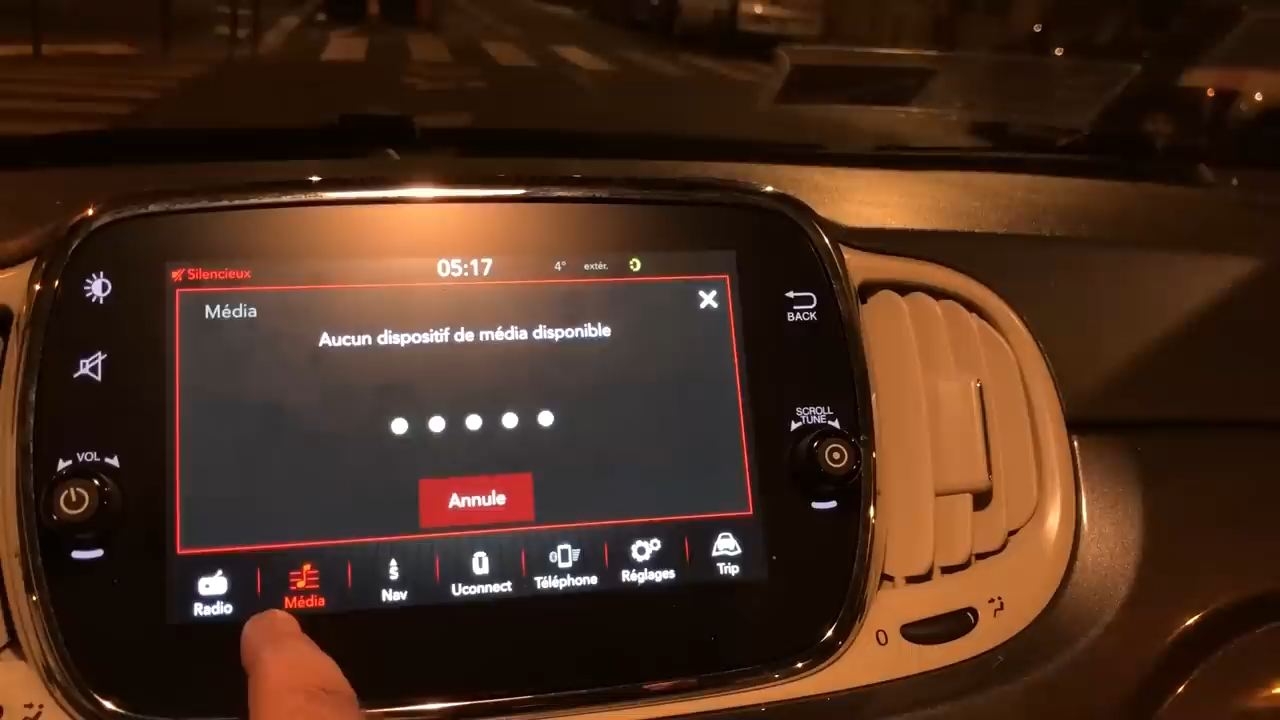 Silencieux
05:17
4°
extér.
Média
Aucun dispositif de média disponible
Annule
Radio
Média
Nav
Uconnect
Téléphone
Réglages
Trip
VOL
BACK
SCROLL
TUNE
0